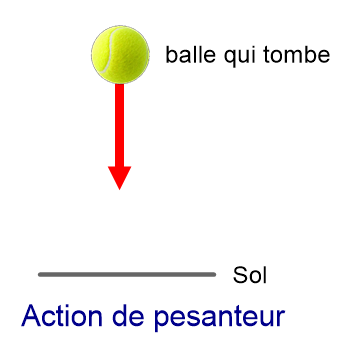 balle qui tombe
Sol
Action de pesanteur